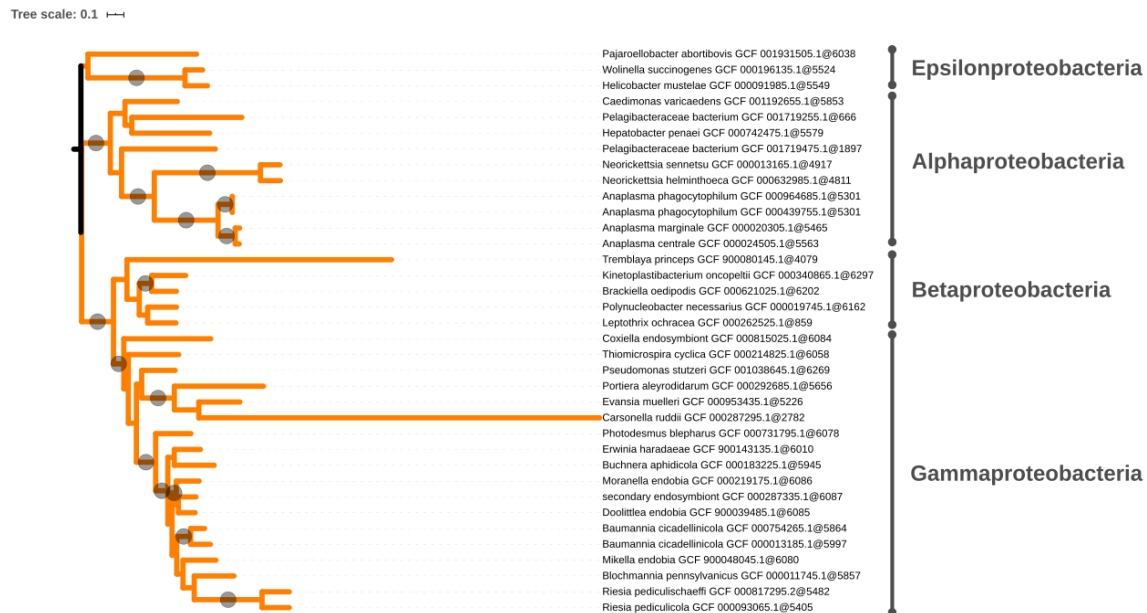 Tree scale: 0.1
Pajaroellobacter abortibovis GCF 001931505.1@6038
Wolinella succinogenes GCF 000196135.1@5524
Helicobacter mustelae GCF 000091985.1@5549
Epsilonproteobacteria
Caedimonas varicaedens GCF 001192655.1@5853
Pelagibacteraceae bacterium GCF 001719255.1@666
Hepatobacter penaei GCF 000742475.1@5579
Pelagibacteraceae bacterium GCF 001719475.1@1897
Neorickettsia sennetsu GCF 000013165.1@4917
Neorickettsia helminthoeca GCF 000632985.1@4811
Anaplasma phagocytophilum GCF 000964685.1@5301
Anaplasma phagocytophilum GCF 000439755.1@5301
Anaplasma marginale GCF 000020305.1@5465
Anaplasma centrale GCF 000024505.1@5563
Alphaproteobacteria
Tremblaya princeps GCF 900080145.1@4079
Kinetoplastibacterium oncopeltii GCF 000340865.1@6297
Brackiella oedipodis GCF 000621025.1@6202
Polynucleobacter necessarius GCF 000019745.1@6162
Leptothrix ochracea GCF 000262525.1@859
Betaproteobacteria
Coxiella endosymbiont GCF 000815025.1@6084
Thiomicrospira cyclica GCF 000214825.1@6058
Pseudomonas stutzeri GCF 001038645.1@6269
Portiera aleyrodidarum GCF 000292685.1@5656
Evansia muelleri GCF 000953435.1@5226
Carsonella ruddii GCF 000287295.1@2782
Photodesmus blepharus GCF 000731795.1@6078
Erwinia haradaeae GCF 900143135.1@6010
Buchnera aphidicola GCF 000183225.1@5945
Moranella endobia GCF 000219175.1@6086
secondary endosymbiont GCF 000287335.1@6087
Doolittlea endobia GCF 900039485.1@6085
Baumannia cicadellinicola GCF 000754265.1@5864
Baumannia cicadellinicola GCF 000013185.1@5997
Mikella endobia GCF 900048045.1@6080
Blochmannia pennsylvanicus GCF 000011745.1@5857
Riesia pediculischaeffi GCF 000817295.2@5482
Riesia pediculicola GCF 000093065.1@5405
Gammaproteobacteria